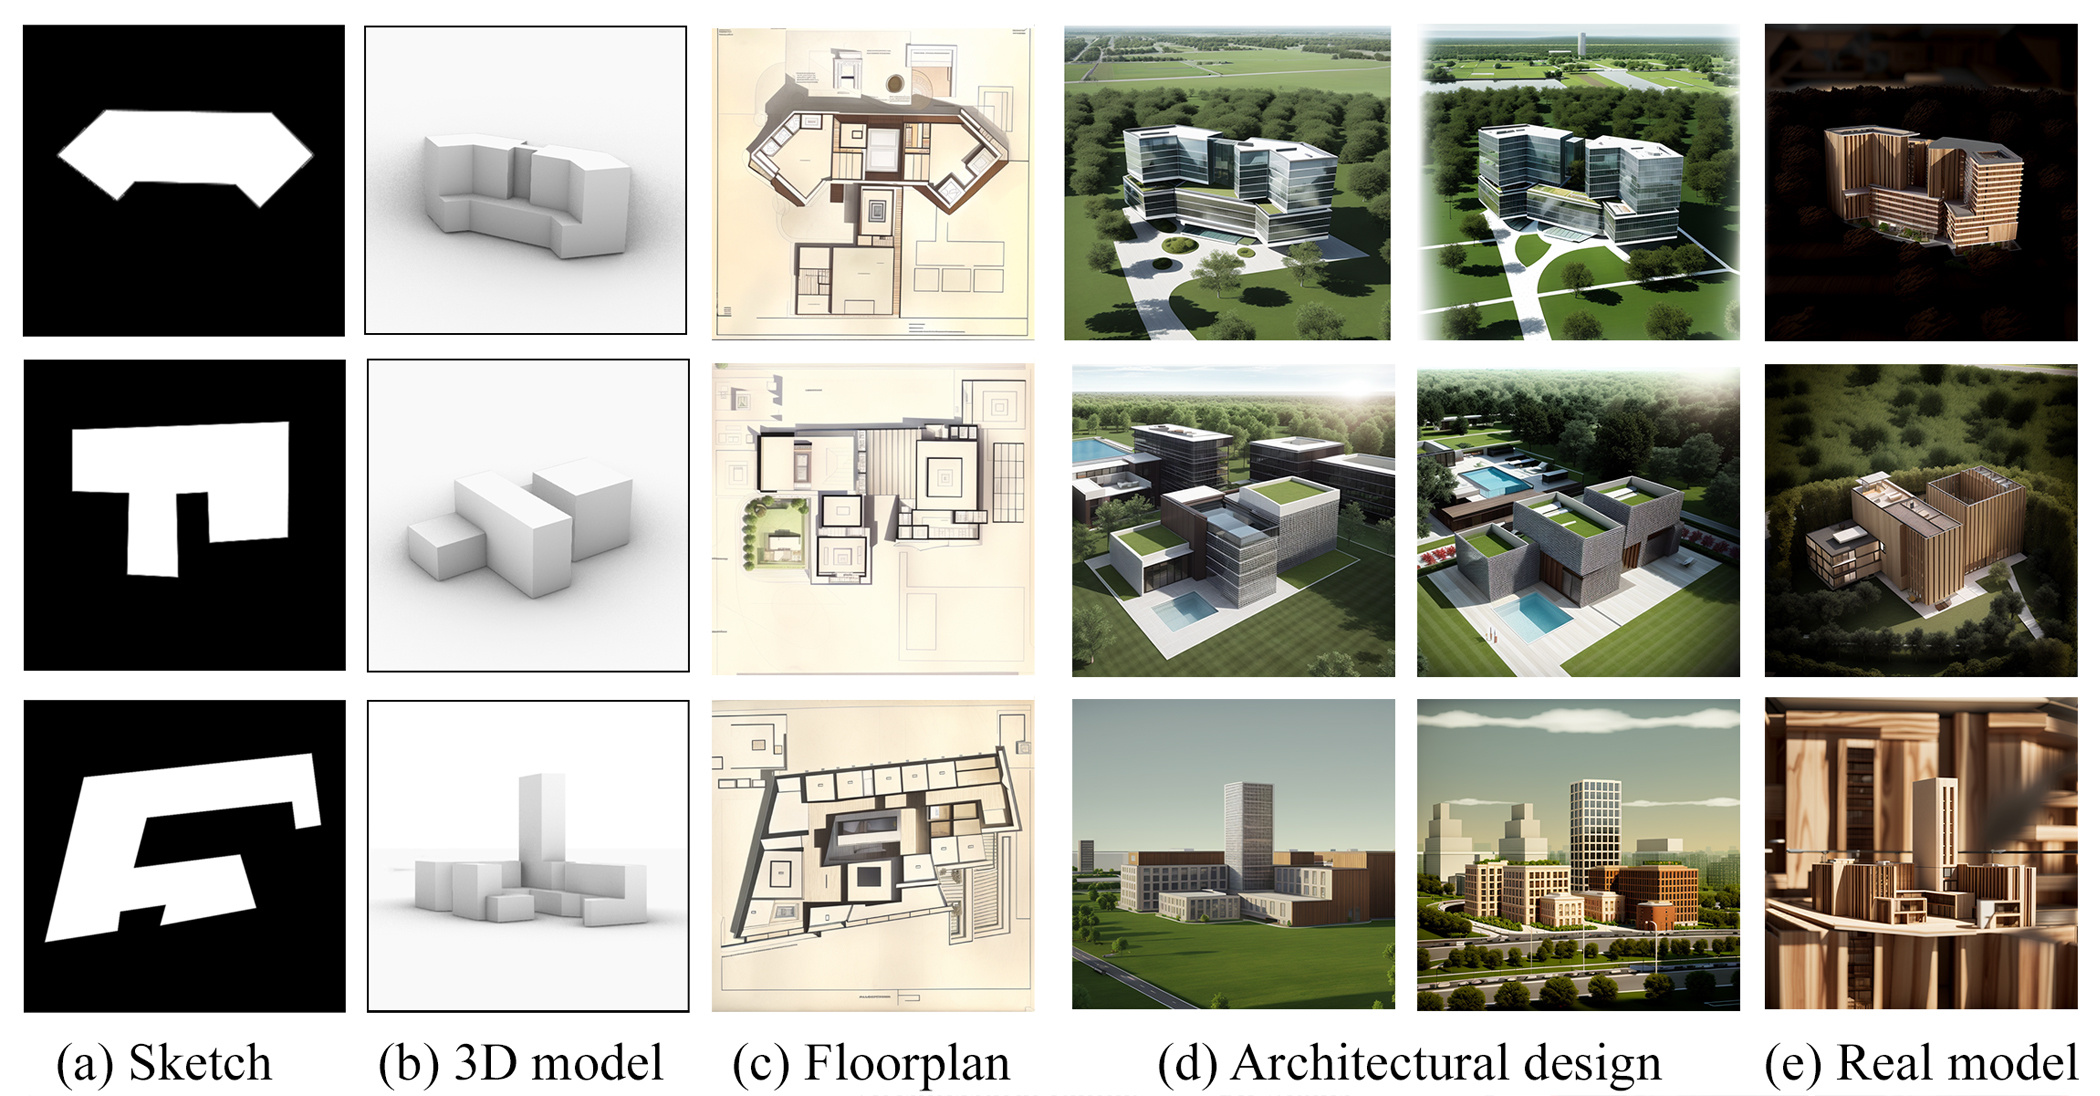 (a) Sketch
(b) 3D model
(c) Floorplan
(d) Architectural design
(e) Real model